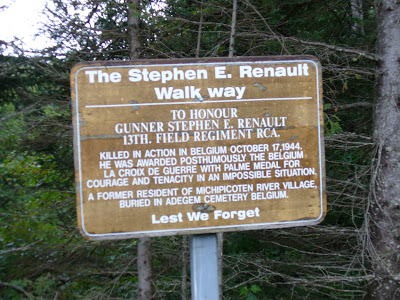 The Stephen E. Renault
Walk way
TO HONOUR
GUNNER STEPHEN E. RENAULT
13TH. FIELD REGIMENT RCA.
KILLED IN ACTION IN BELGIUM OCTOBER 17,1944.
HE WAS AWARDED POSTHUMOUSLY THE BELGIUM
LA CROIX DE GUERRE WITH PALME MEDAL FOR
COURAGE AND TENACITY IN AN IMPOSSIBLE SITUATION.
A FORMER RESIDENT OF MICHIPICOTEN RIVER VILLAGE,
BURIED IN ADEGEM CEMETERY BELGIUM.
Lest We Forget